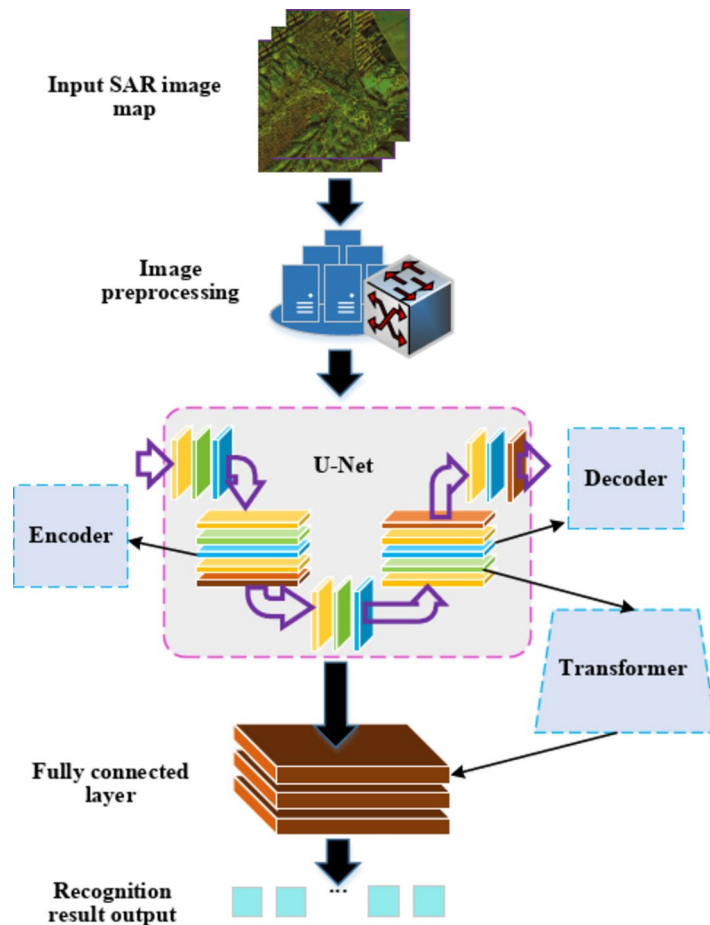 Input SAR image
map
Image
preprocessing
U-Net
Decoder
Encoder
Transformer
Fully connected
layer
Recognition
result output
...